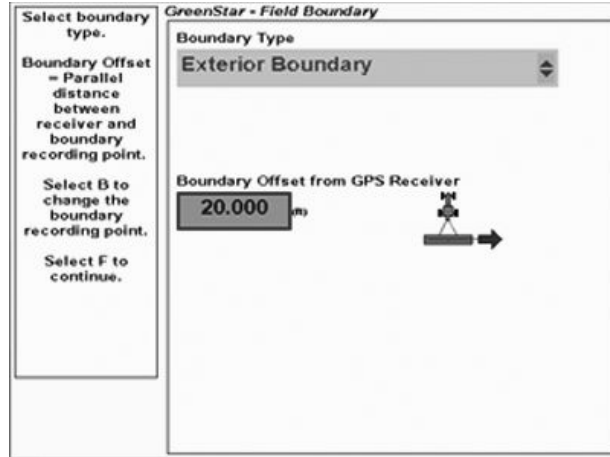 Select boundary
type.
Boundary Offset
= Parallel
distance
between
receiver and
boundary
recording point.
Select B to
change the
boundary
recording point.
Select F to
continue.
GreenStar - Field Boundary
Boundary Type
Exterior Boundary
Boundary Offset from GPS Receiver
20.000 (ft)